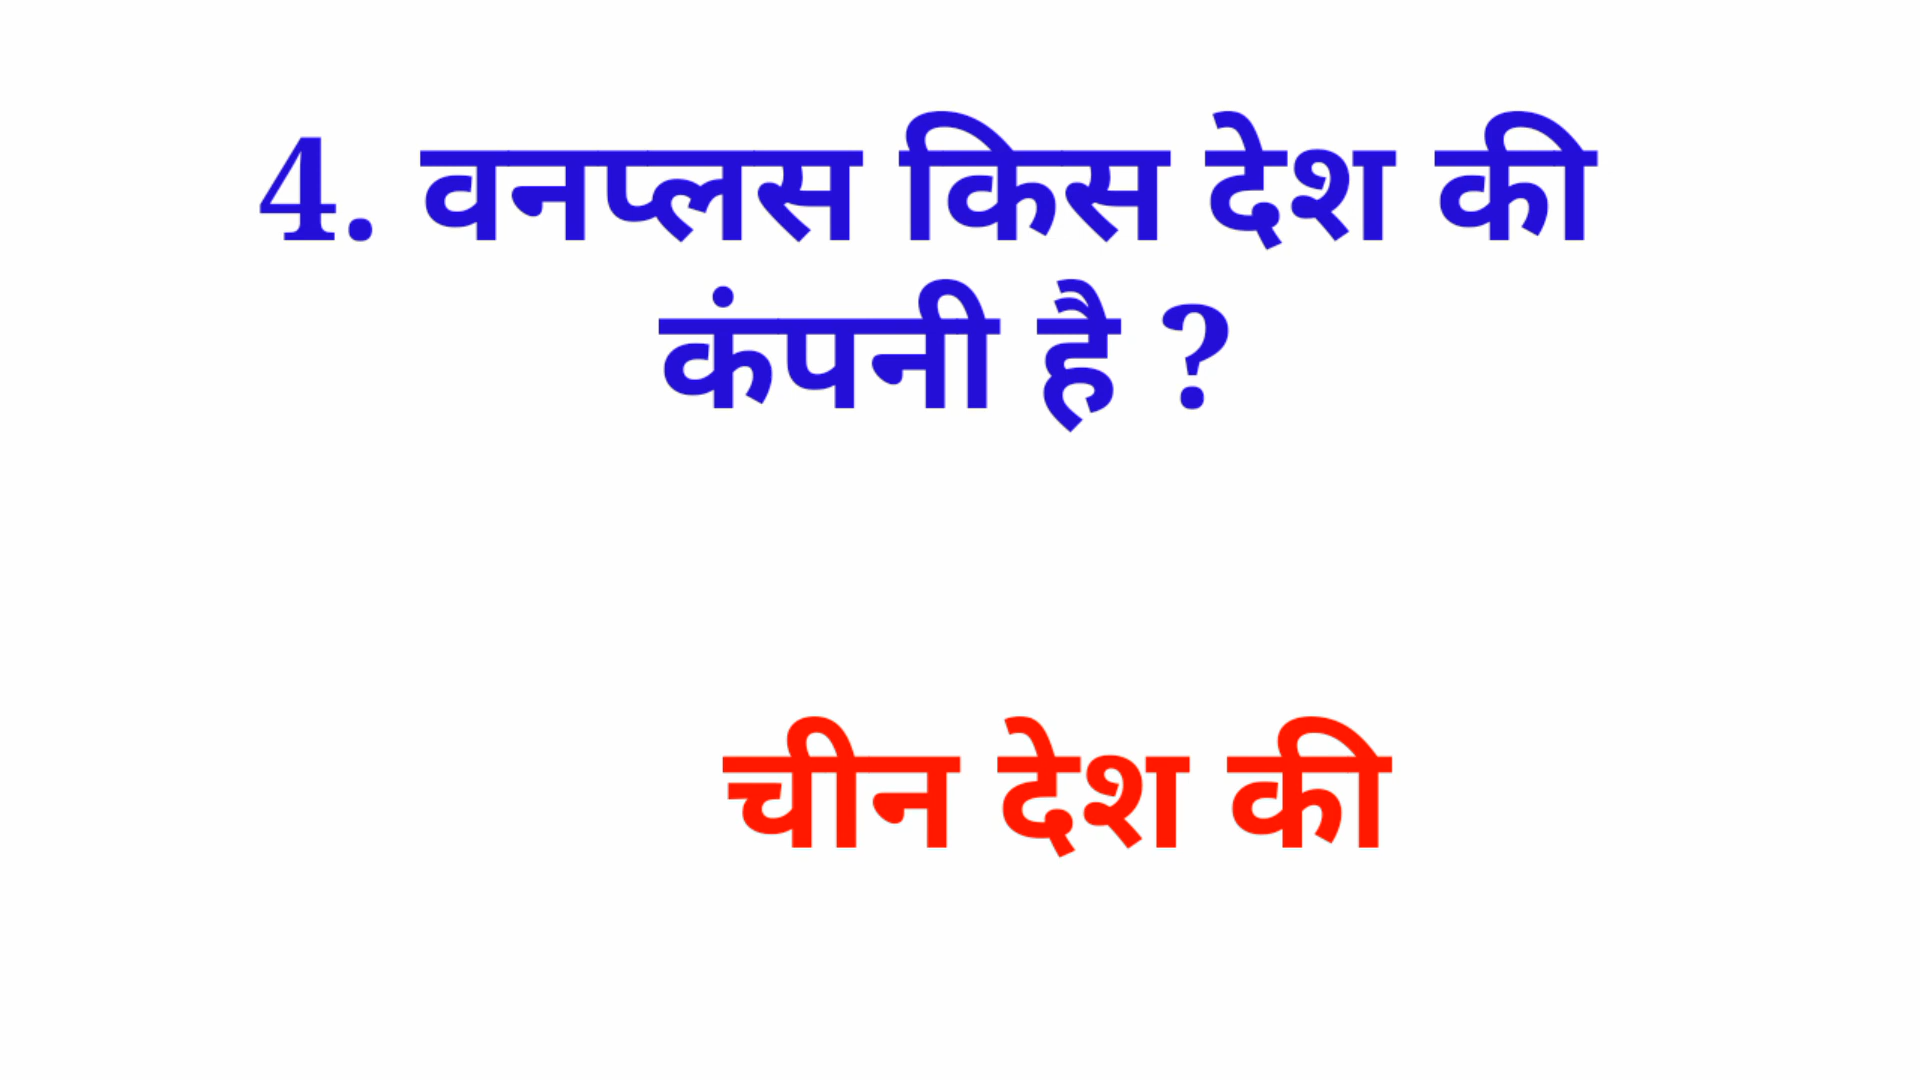 4. वनप्लस किस देश की
कंपनी है ?
चीन देश की